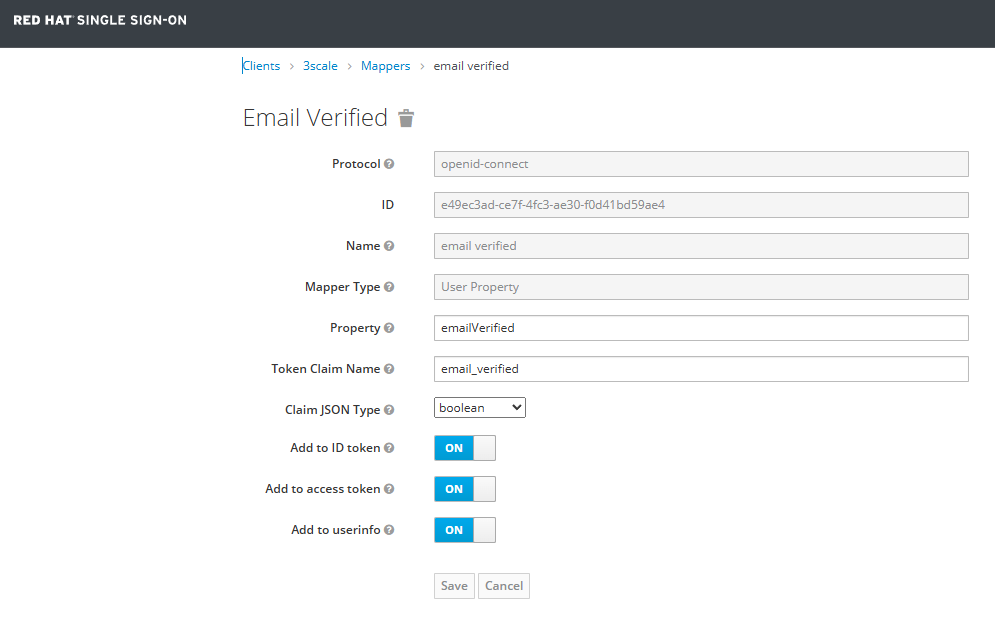 RED HAT SINGLE SIGN-ON
Clients > 3scale > Mappers > email verified
Email Verified
Protocol openid-connect
ID e49ec3ad-ce7f-4fc3-ae30-f0d41bd59ae4
Name email verified
Mapper Type User Property
Property emailVerified
Token Claim Name email_verified
Claim JSON Type boolean
Add to ID token ON
Add to access token ON
Add to userinfo ON
Save Cancel